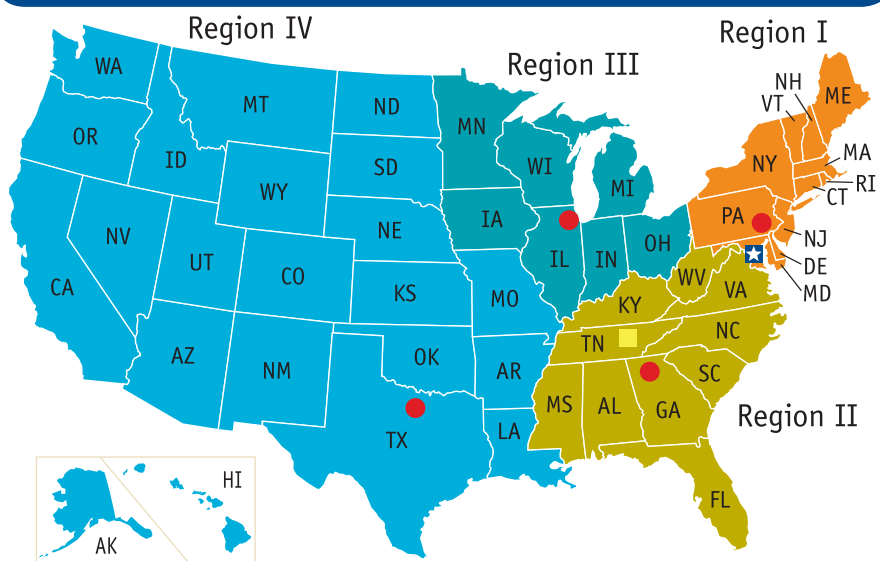 Region IV
Region I
Region III
WA
MT
ND
MN
NH
VT
ME
OR
ID
SD
WI
MI
NY
MA
RI
CT
WY
IA
PA
NV
NE
IL
IN
OH
NJ
UT
CO
DE
CA
KS
MO
WV
VA
MD
KY
AZ
NM
OK
AR
TN
NC
SC
MS
AL
GA
Region II
TX
LA
FL
HI
AK